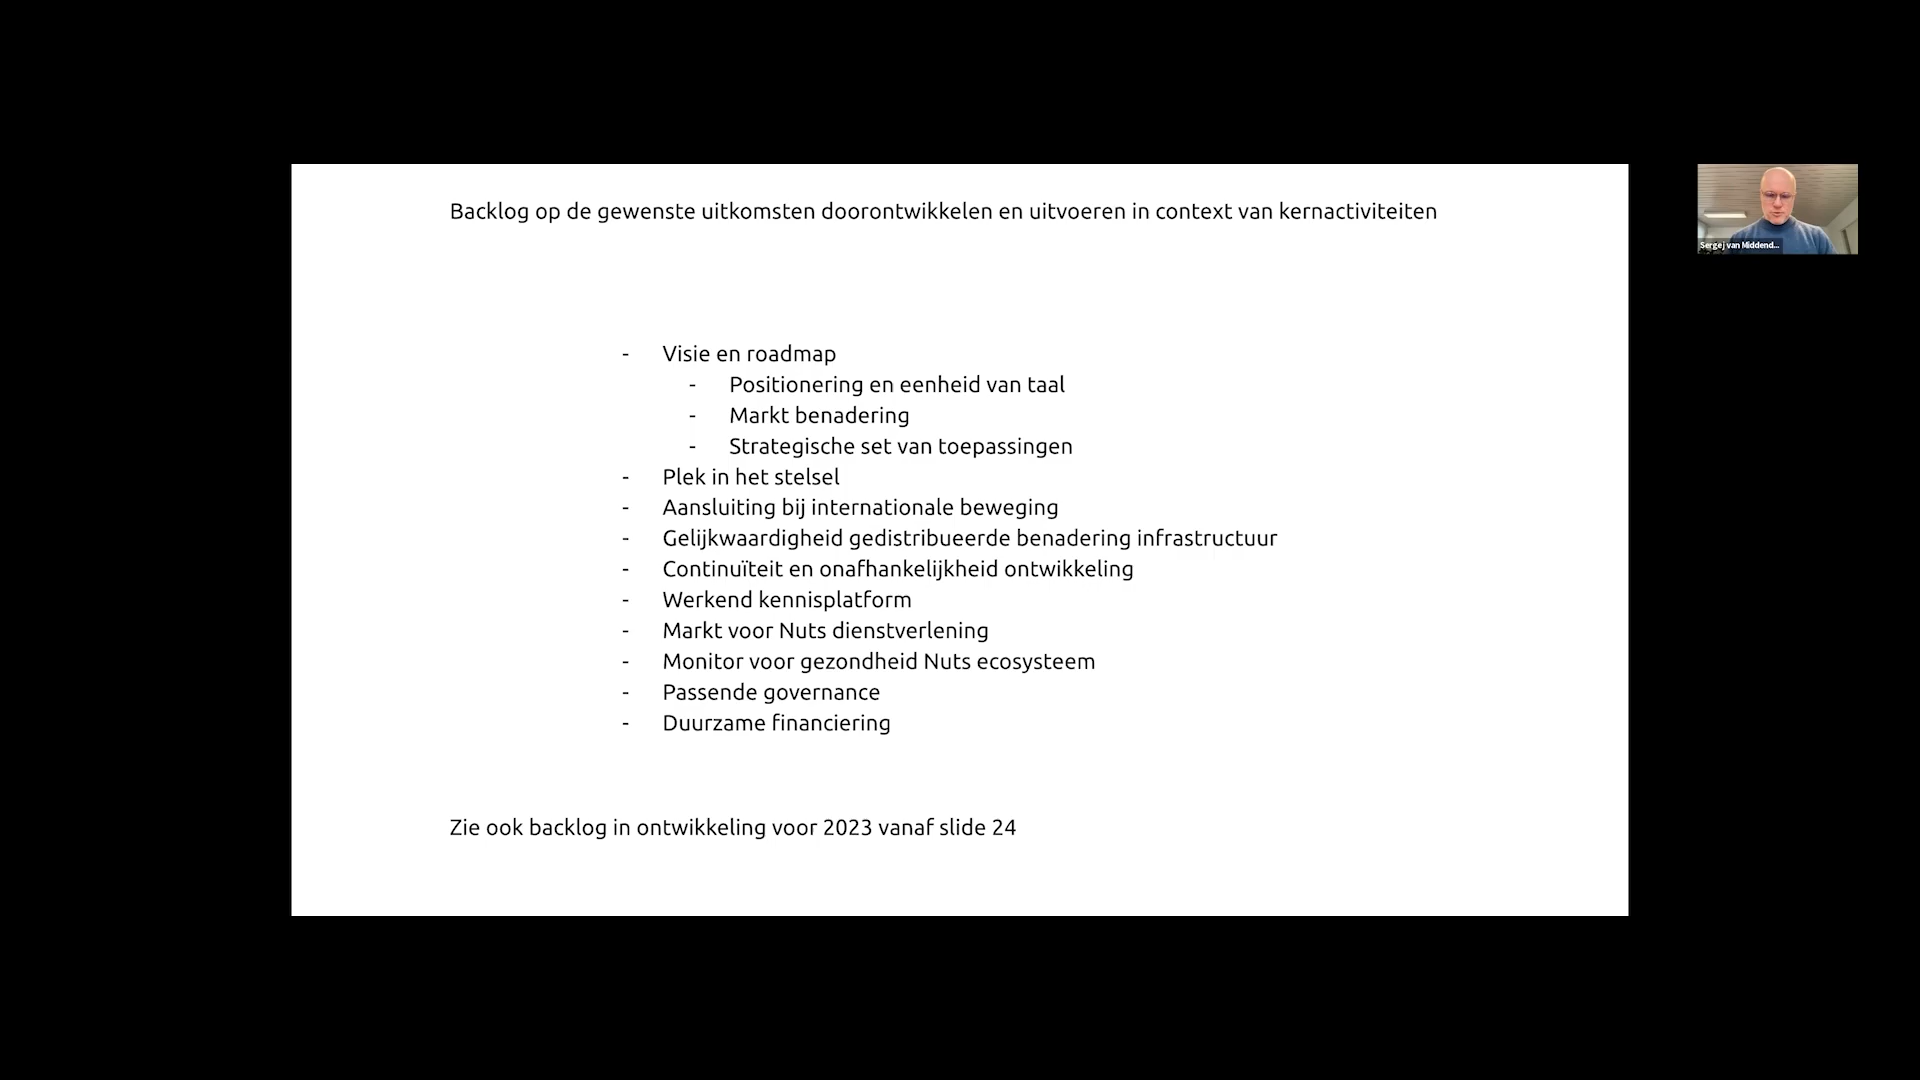 Backlog op de gewenste uitkomsten doorontwikkelen en uitvoeren in context van kernactiviteiten
- Visie en roadmap
- Positionering en eenheid van taal
- Markt benadering
- Strategische set van toepassingen
- Plek in het stelsel
- Aansluiting bij internationale beweging
- Gelijkwaardigheid gedistribueerde benadering infrastructuur
- Continuïteit en onafhankelijkheid ontwikkeling
- Werkend kennisplatform
- Markt voor Nuts dienstverlening
- Monitor voor gezondheid Nuts ecosysteem
- Passende governance
- Duurzame financiering
Zie ook backlog in ontwikkeling voor 2023 vanaf slide 24
Sergej van Middend...